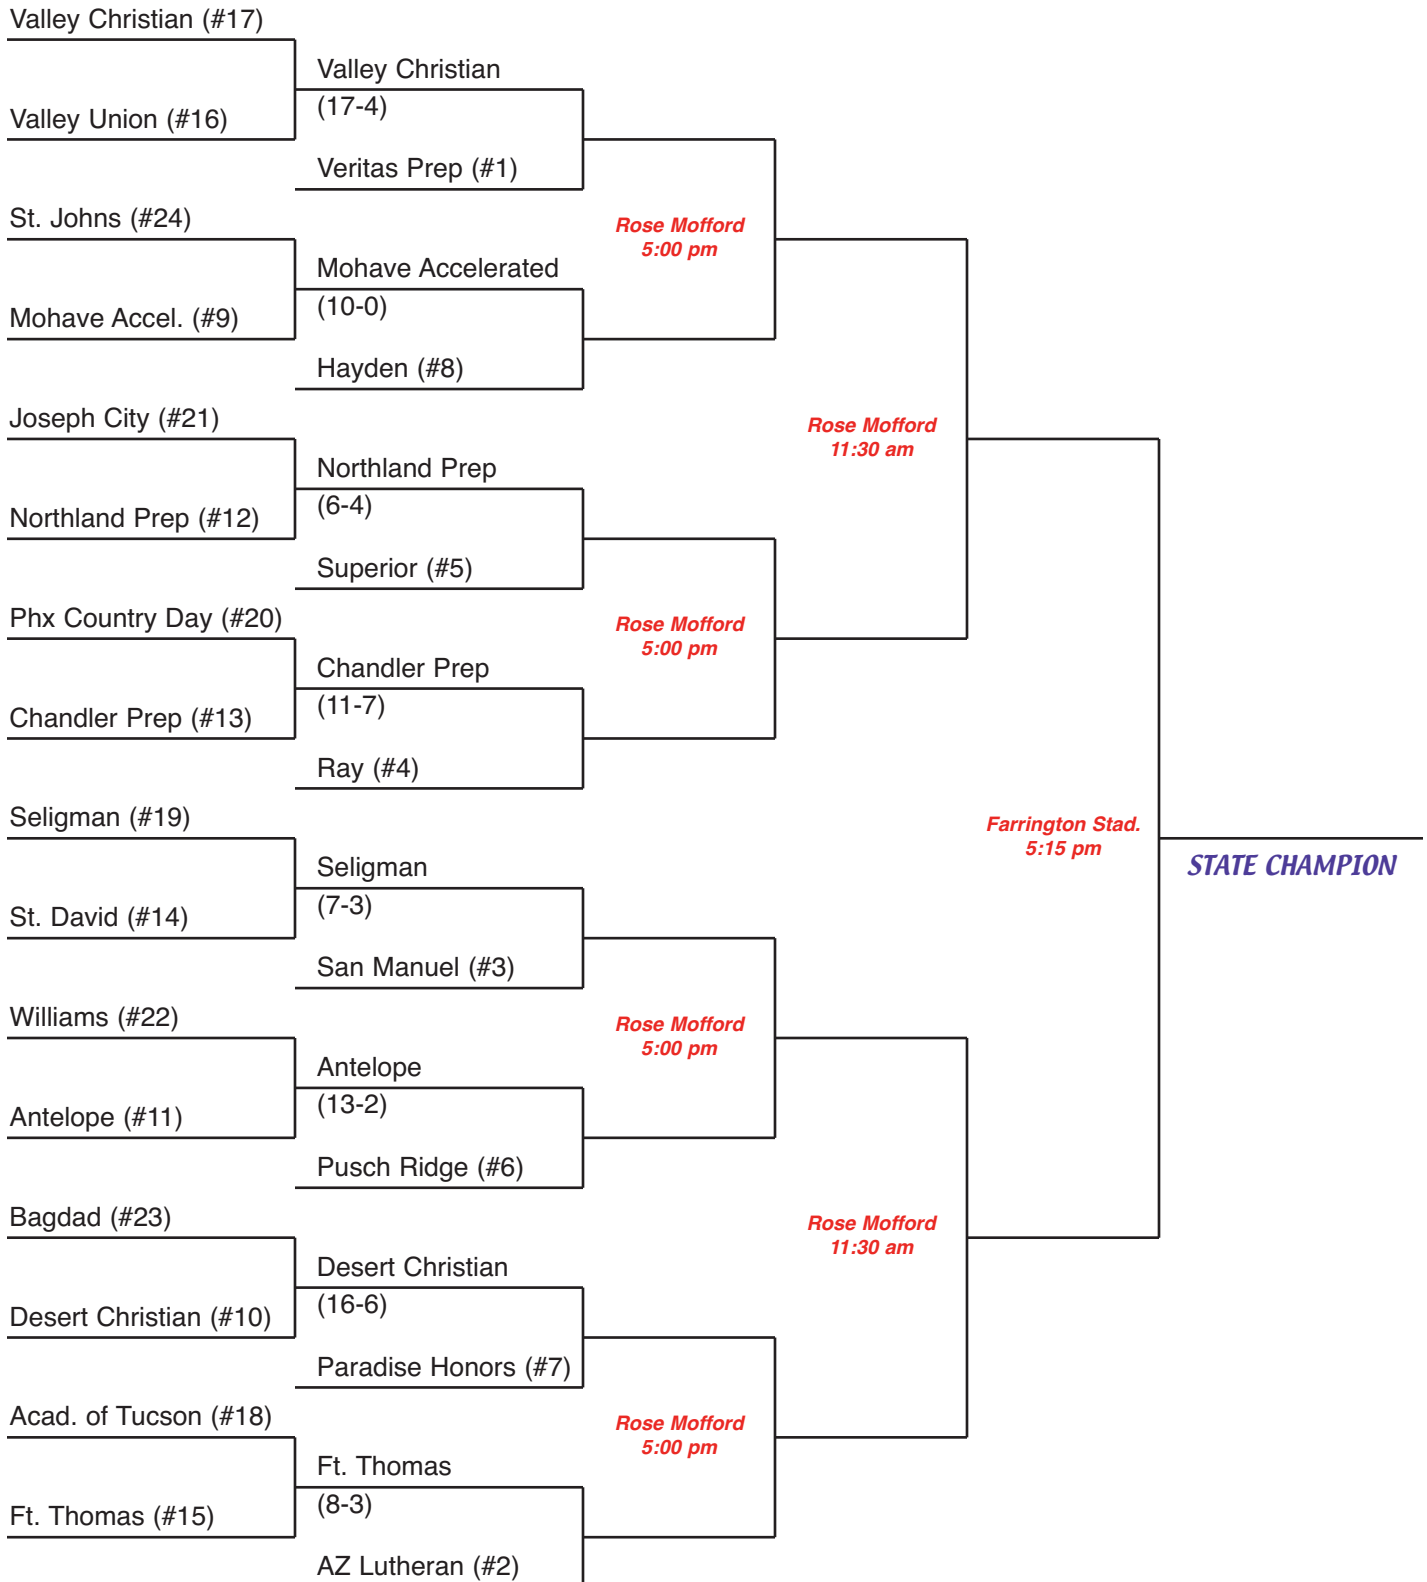 Valley Christian (#17)
Valley Christian
(17-4)
Valley Union (#16)
Veritas Prep (#1)
St. Johns (#24)
Rose Mofford
5:00 pm
Mohave Accelerated
(10-0)
Mohave Accel. (#9)
Hayden (#8)
Joseph City (#21)
Rose Mofford
11:30 am
Northland Prep
(6-4)
Northland Prep (#12)
Superior (#5)
Phx Country Day (#20)
Rose Mofford
5:00 pm
Chandler Prep
(11-7)
Chandler Prep (#13)
Ray (#4)
Seligman (#19)
Farrington Stad.
5:15 pm
STATE CHAMPION
Seligman
(7-3)
St. David (#14)
San Manuel (#3)
Williams (#22)
Rose Mofford
5:00 pm
Antelope
(13-2)
Antelope (#11)
Pusch Ridge (#6)
Bagdad (#23)
Rose Mofford
11:30 am
Desert Christian
(16-6)
Desert Christian (#10)
Paradise Honors (#7)
Acad. of Tucson (#18)
Rose Mofford
5:00 pm
Ft. Thomas
(8-3)
Ft. Thomas (#15)
AZ Lutheran (#2)